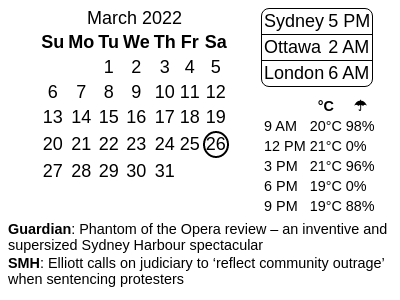 March 2022
Su Mo Tu We Th Fr Sa
1 2 3 4 5
6 7 8 9 10 11 12
13 14 15 16 17 18 19
20 21 22 23 24 25 26
27 28 29 30 31
Sydney 5 PM
Ottawa 2 AM
London 6 AM
°C ☂
9 AM 20°C 98%
12 PM 21°C 0%
3 PM 21°C 96%
6 PM 19°C 0%
9 PM 19°C 88%
Guardian: Phantom of the Opera review – an inventive and
supersized Sydney Harbour spectacular
SMH: Elliott calls on judiciary to ‘reflect community outrage’
when sentencing protesters